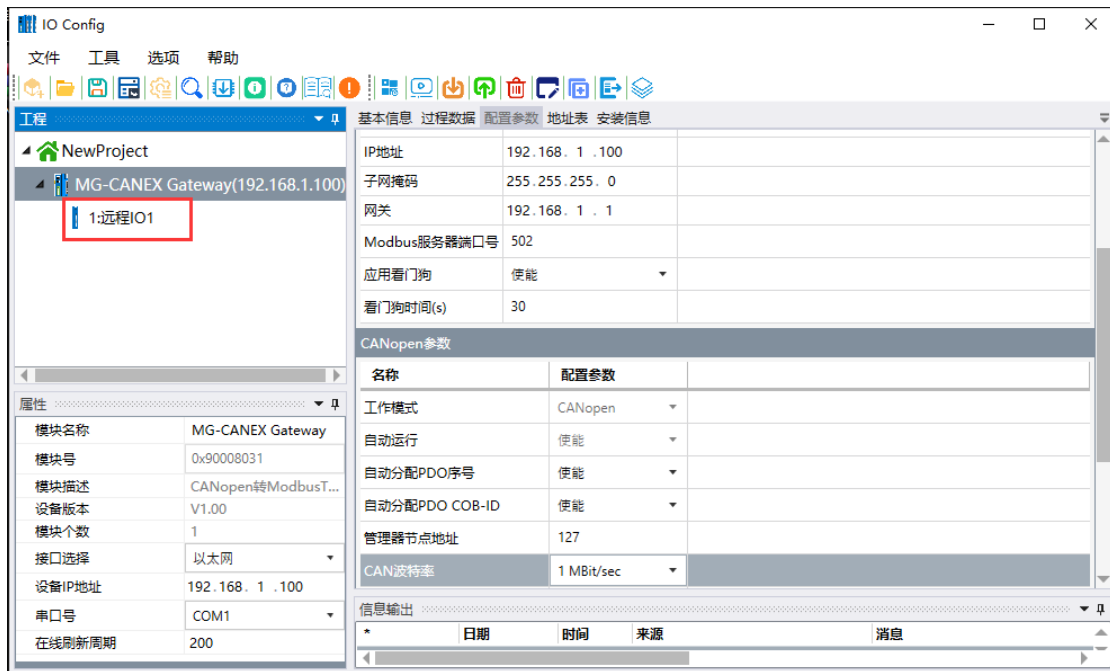 IO Config
文件 工具 选项 帮助
工程
NewProject
MG-CANEX Gateway(192.168.1.100)
1:远程IO1
属性
模块名称 MG-CANEX Gateway
模块号 0x90008031
模块描述 CANopen转ModbusT...
设备版本 V1.00
模块个数 1
接口选择 以太网
设备IP地址 192.168. 1 .100
串口号 COM1
在线刷新周期 200
基本信息 过程数据 配置参数 地址表 安装信息
IP地址 192.168. 1 .100
子网掩码 255.255.255. 0
网关 192.168. 1 . 1
Modbus服务器端口号 502
应用看门狗 使能
看门狗时间(s) 30
CANopen参数
名称 配置参数
工作模式 CANopen
自动运行 使能
自动分配PDO序号 使能
自动分配PDO COB-ID 使能
管理器节点地址 127
CAN波特率 1 MBit/sec
信息输出
* 日期 时间 来源 消息